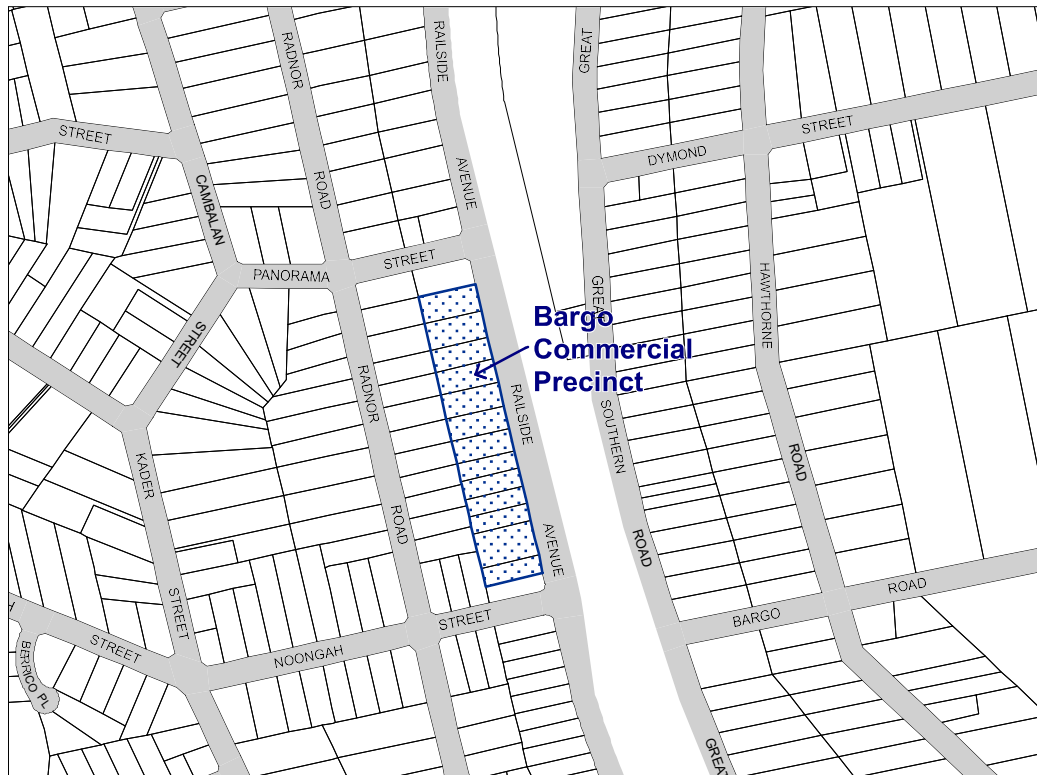 RAILSIDE
GREAT
RADNOR
STREET
STREET
DYMOND
ROAD
AVENUE
CAMBALAN
STREET
PANORAMA
HAWTHORNE
GREAT
Bargo
Commercial
Precinct
STREET
RADNOR
RAILSIDE
SOUTHERN
KADER
ROAD
ROAD
AVENUE
ROAD
ROAD
STREET
STREET
BARGO
STREET
NOONGAH
H
BERRICO PL
GREAT